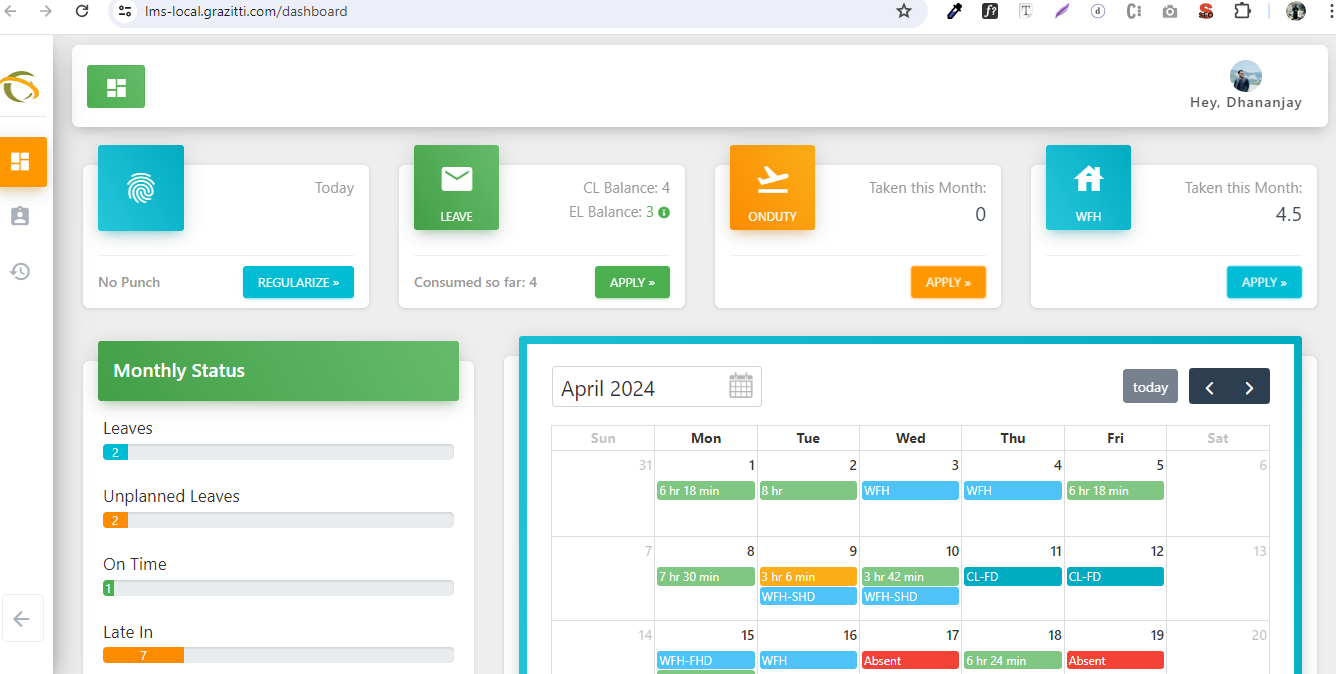 lms-local.grazitti.com/dashboard
Hey, Dhananjay
Today
No Punch
REGULARIZE »
LEAVE
CL Balance: 4
EL Balance: 3
Consumed so far: 4
APPLY »
ONDUTY
Taken this Month:
0
APPLY »
WFH
Taken this Month:
4.5
APPLY »
Monthly Status
Leaves
2
Unplanned Leaves
2
On Time
1
Late In
7
April 2024
today
Sun Mon Tue Wed Thu Fri Sat
31 1 2 3 4 5 6
6 hr 18 min 8 hr WFH WFH 6 hr 18 min
7 8 9 10 11 12 13
7 hr 30 min 3 hr 6 min 3 hr 42 min CL-FD CL-FD
WFH-SHD WFH-SHD
14 15 16 17 18 19 20
WFH-FHD WFH Absent 6 hr 24 min Absent